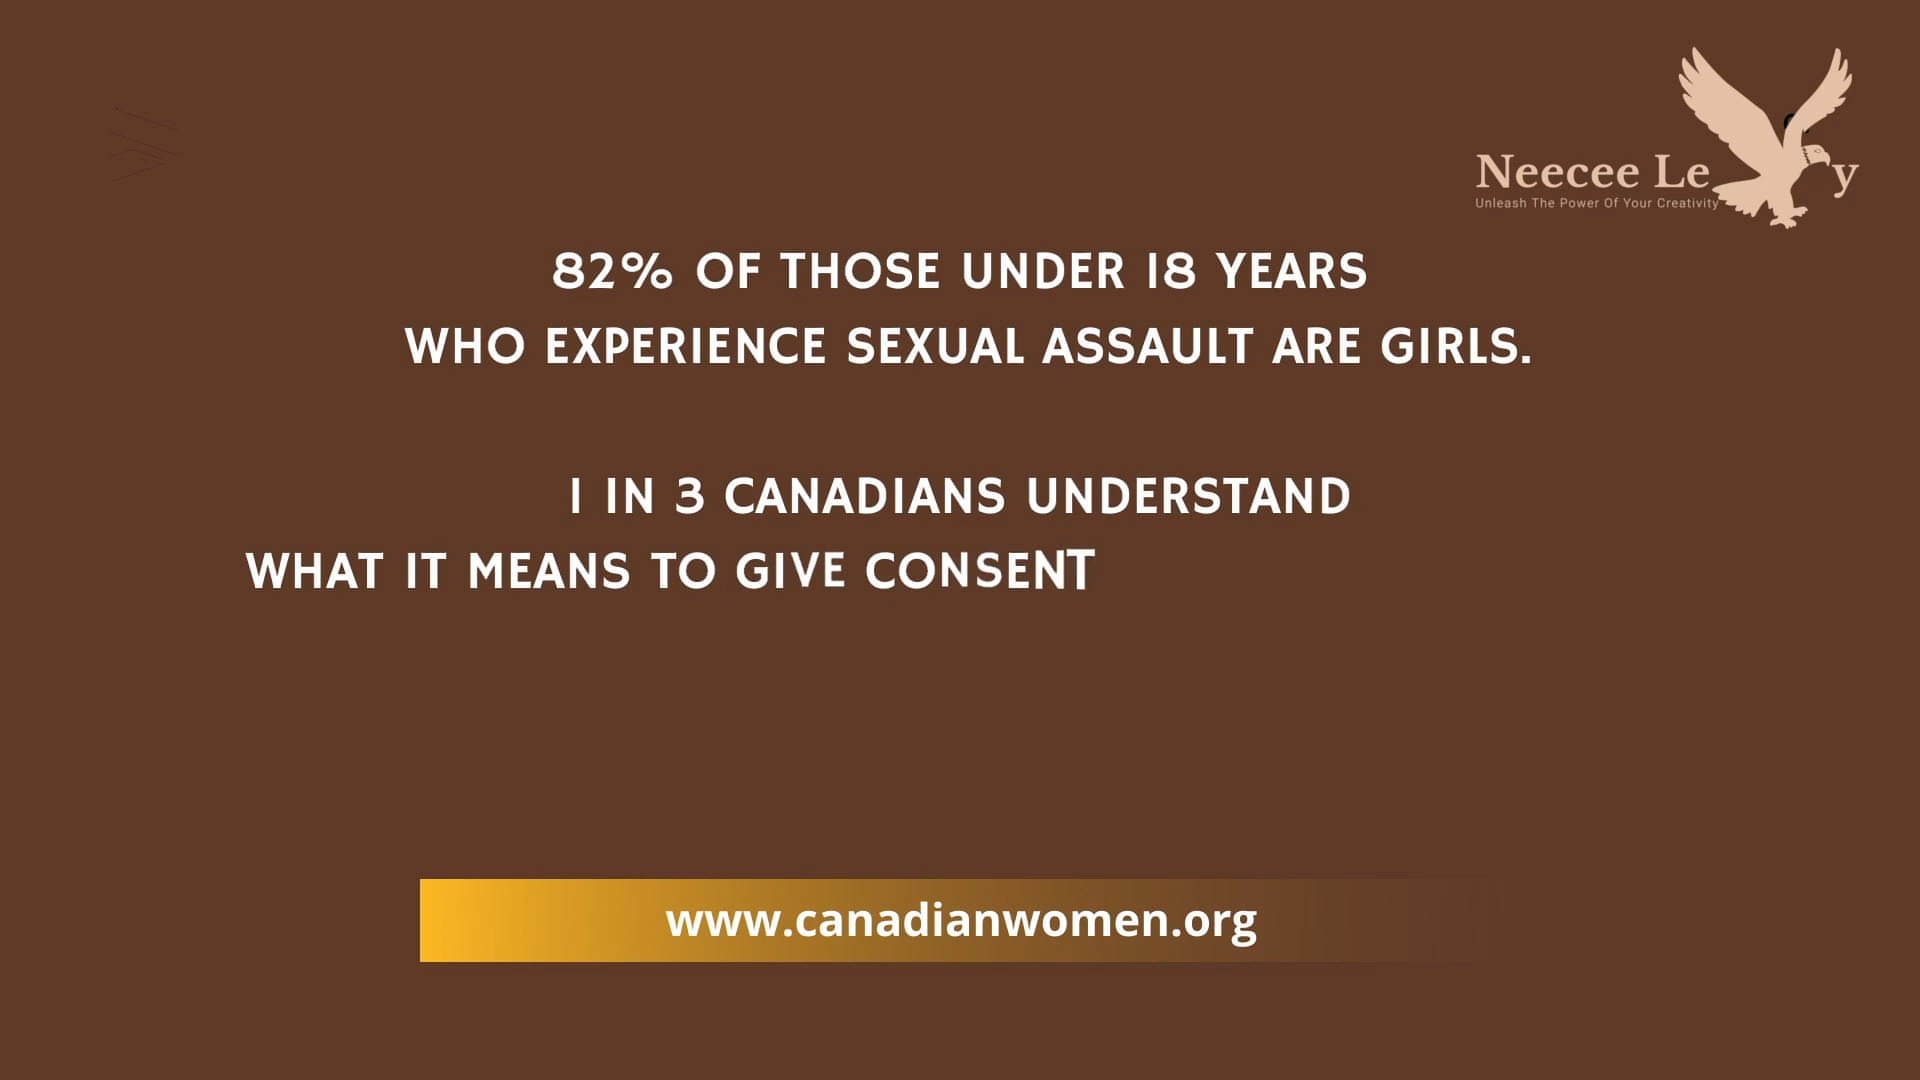 Neecee Le y
Unleash The Power Of Your Creativity
82% OF THOSE UNDER 18 YEARS
WHO EXPERIENCE SEXUAL ASSAULT ARE GIRLS.
1 IN 3 CANADIANS UNDERSTAND
WHAT IT MEANS TO GIVE CONSENT
www.canadianwomen.org